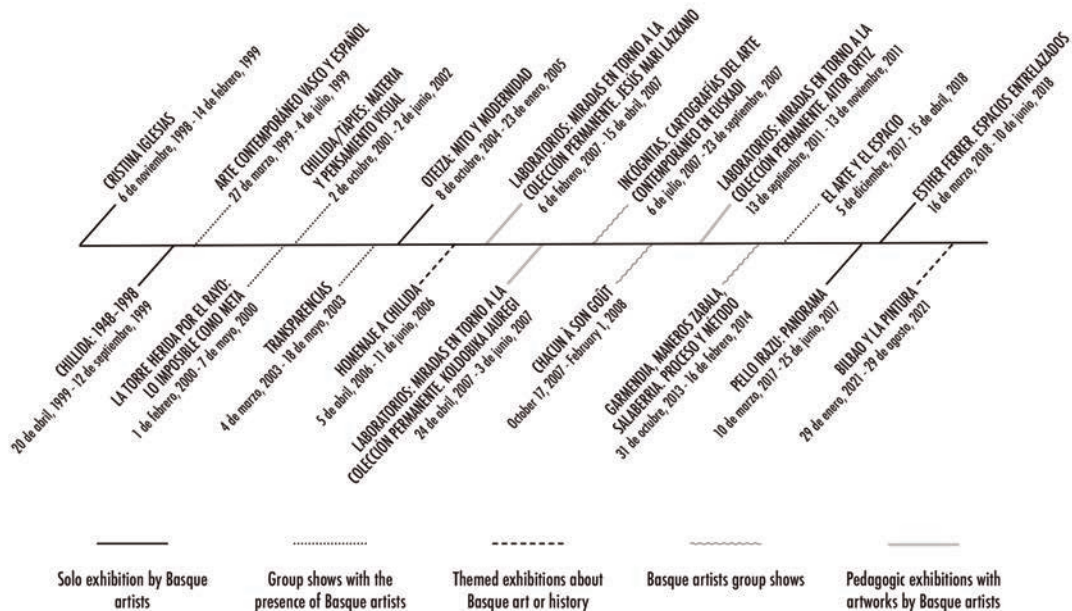 CRISTINA IGLESIAS
6 de noviembre, 1998 - 14 de febrero, 1999
ARTE CONTEMPORÁNEO VASCO Y ESPAÑOL
27 de marzo, 1999 - 4 de julio, 1999
CHILLIDA/TÁPIES: MATERIA
Y PENSAMIENTO VISUAL
2 de octubre, 2001 - 2 de junio, 2002
OTEIZA: MITO Y MODERNIDAD
8 de octubre, 2004 - 23 de enero, 2005
LABORATORIOS: MIRADAS EN TORNO A LA
COLECCIÓN PERMANENTE. JESÚS MARI LAZKANO
6 de febrero, 2007 - 15 de abril, 2007
INCÓGNITAS. CARTOGRAFÍAS DEL ARTE
CONTEMPORÁNEO EN EUSKADI
6 de julio, 2007 - 23 de septiembre, 2007
LABORATORIOS: MIRADAS EN TORNO A LA
COLECCIÓN PERMANENTE. AITOR ORTIZ
13 de septiembre, 2011 - 13 de noviembre, 2011
EL ARTE Y EL ESPACIO
5 de diciembre, 2017 - 15 de abril, 2018
ESTHER FERRER. ESPACIOS ENTRELAZADOS
16 de marzo, 2018 - 10 de junio, 2018
CHILLIDA: 1948-1998
20 de abril, 1999 - 12 de septiembre, 1999
LA TORRE HERIDA POR EL RAYO:
LO IMPOSIBLE COMO META
1 de febrero, 2000 - 7 de mayo, 2000
TRANSPARENCIAS
4 de marzo, 2003 - 18 de mayo, 2003
HOMENAJE A CHILLIDA
5 de abril, 2006 - 11 de junio, 2006
LABORATORIOS: MIRADAS EN TORNO A LA
COLECCIÓN PERMANENTE. KOLDOBIKA JAUREGI
24 de abril, 2007 - 3 de junio, 2007
CHACUN À SON GOÛT
October 17, 2007 - February 1, 2008
GARMENDIA, MANEROS ZABALA,
SALABERRIA. PROCESO Y MÉTODO
31 de octubre, 2013 - 16 de febrero, 2014
PELLO IRAZU: PANORAMA
10 de marzo, 2017 - 25 de junio, 2017
BILBAO Y LA PINTURA
29 de enero, 2021 - 29 de agosto, 2021
Solo exhibition by Basque
artists
Group shows with the
presence of Basque artists
Themed exhibitions about
Basque art or history
Basque artists group shows
Pedagogic exhibitions with
artworks by Basque artists